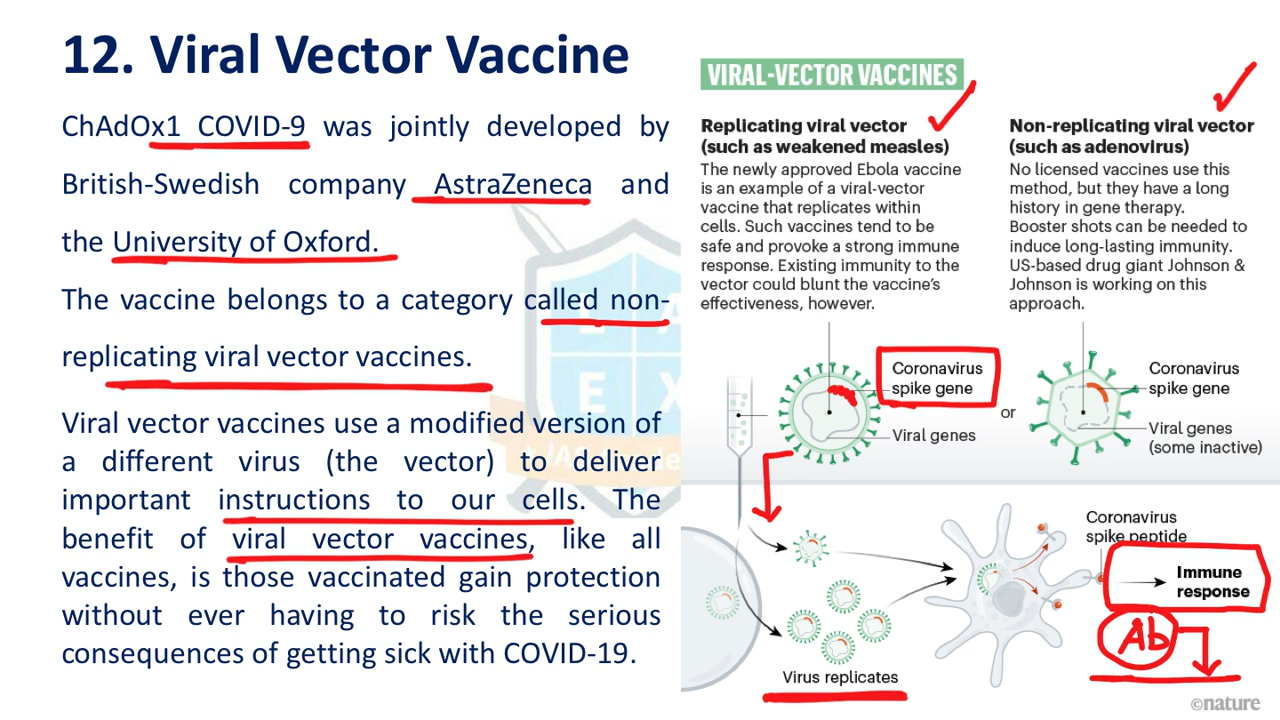 12. Viral Vector Vaccine
ChAdOx1 COVID-9 was jointly developed by
British-Swedish company AstraZeneca and
the University of Oxford.
The vaccine belongs to a category called non-
replicating viral vector vaccines.
Viral vector vaccines use a modified version of
a different virus (the vector) to deliver
important instructions to our cells. The
benefit of viral vector vaccines, like all
vaccines, is those vaccinated gain protection
without ever having to risk the serious
consequences of getting sick with COVID-19.
VIRAL-VECTOR VACCINES
Replicating viral vector
(such as weakened measles)
The newly approved Ebola vaccine
is an example of a viral-vector
vaccine that replicates within
cells. Such vaccines tend to be
safe and provoke a strong immune
response. Existing immunity to the
vector could blunt the vaccine's
effectiveness, however.
Non-replicating viral vector
(such as adenovirus)
No licensed vaccines use this
method, but they have a long
history in gene therapy.
Booster shots can be needed to
induce long-lasting immunity.
US-based drug giant Johnson &
Johnson is working on this
approach.
Coronavirus
spike gene
Viral genes
or
Coronavirus
spike gene
Viral genes
(some inactive)
Coronavirus
spike peptide
Immune
response
Ab
Virus replicates
©nature